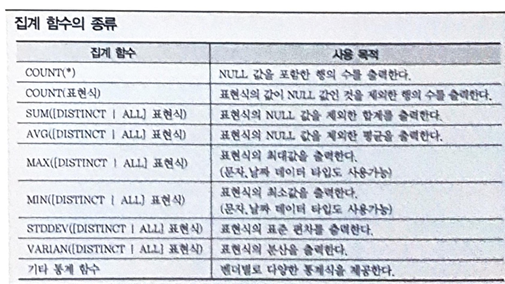 집계 함수의 종류
집계 함수 사용 목적
COUNT(*) NULL 값을 포함한 행의 수를 출력한다.
COUNT(표현식) 표현식의 값이 NULL 값인 것을 제외한 행의 수를 출력한다.
SUM([DISTINCT | ALL] 표현식) 표현식의 NULL 값을 제외한 합계를 출력한다.
AVG([DISTINCT | ALL] 표현식) 표현식의 NULL 값을 제외한 평균을 출력한다.
MAX([DISTINCT | ALL] 표현식) 표현식의 최대값을 출력한다.
(문자,날짜 데이터 타입도 사용가능)
MIN([DISTINCT | ALL] 표현식) 표현식의 최소값을 출력한다.
(문자,날짜 데이터 타입도 사용가능)
STDDEV([DISTINCT | ALL] 표현식) 표현식의 표준 편차를 출력한다.
VARIAN([DISTINCT | ALL] 표현식) 표현식의 분산을 출력한다.
기타 통계 함수 벤더별로 다양한 통계식을 제공한다.